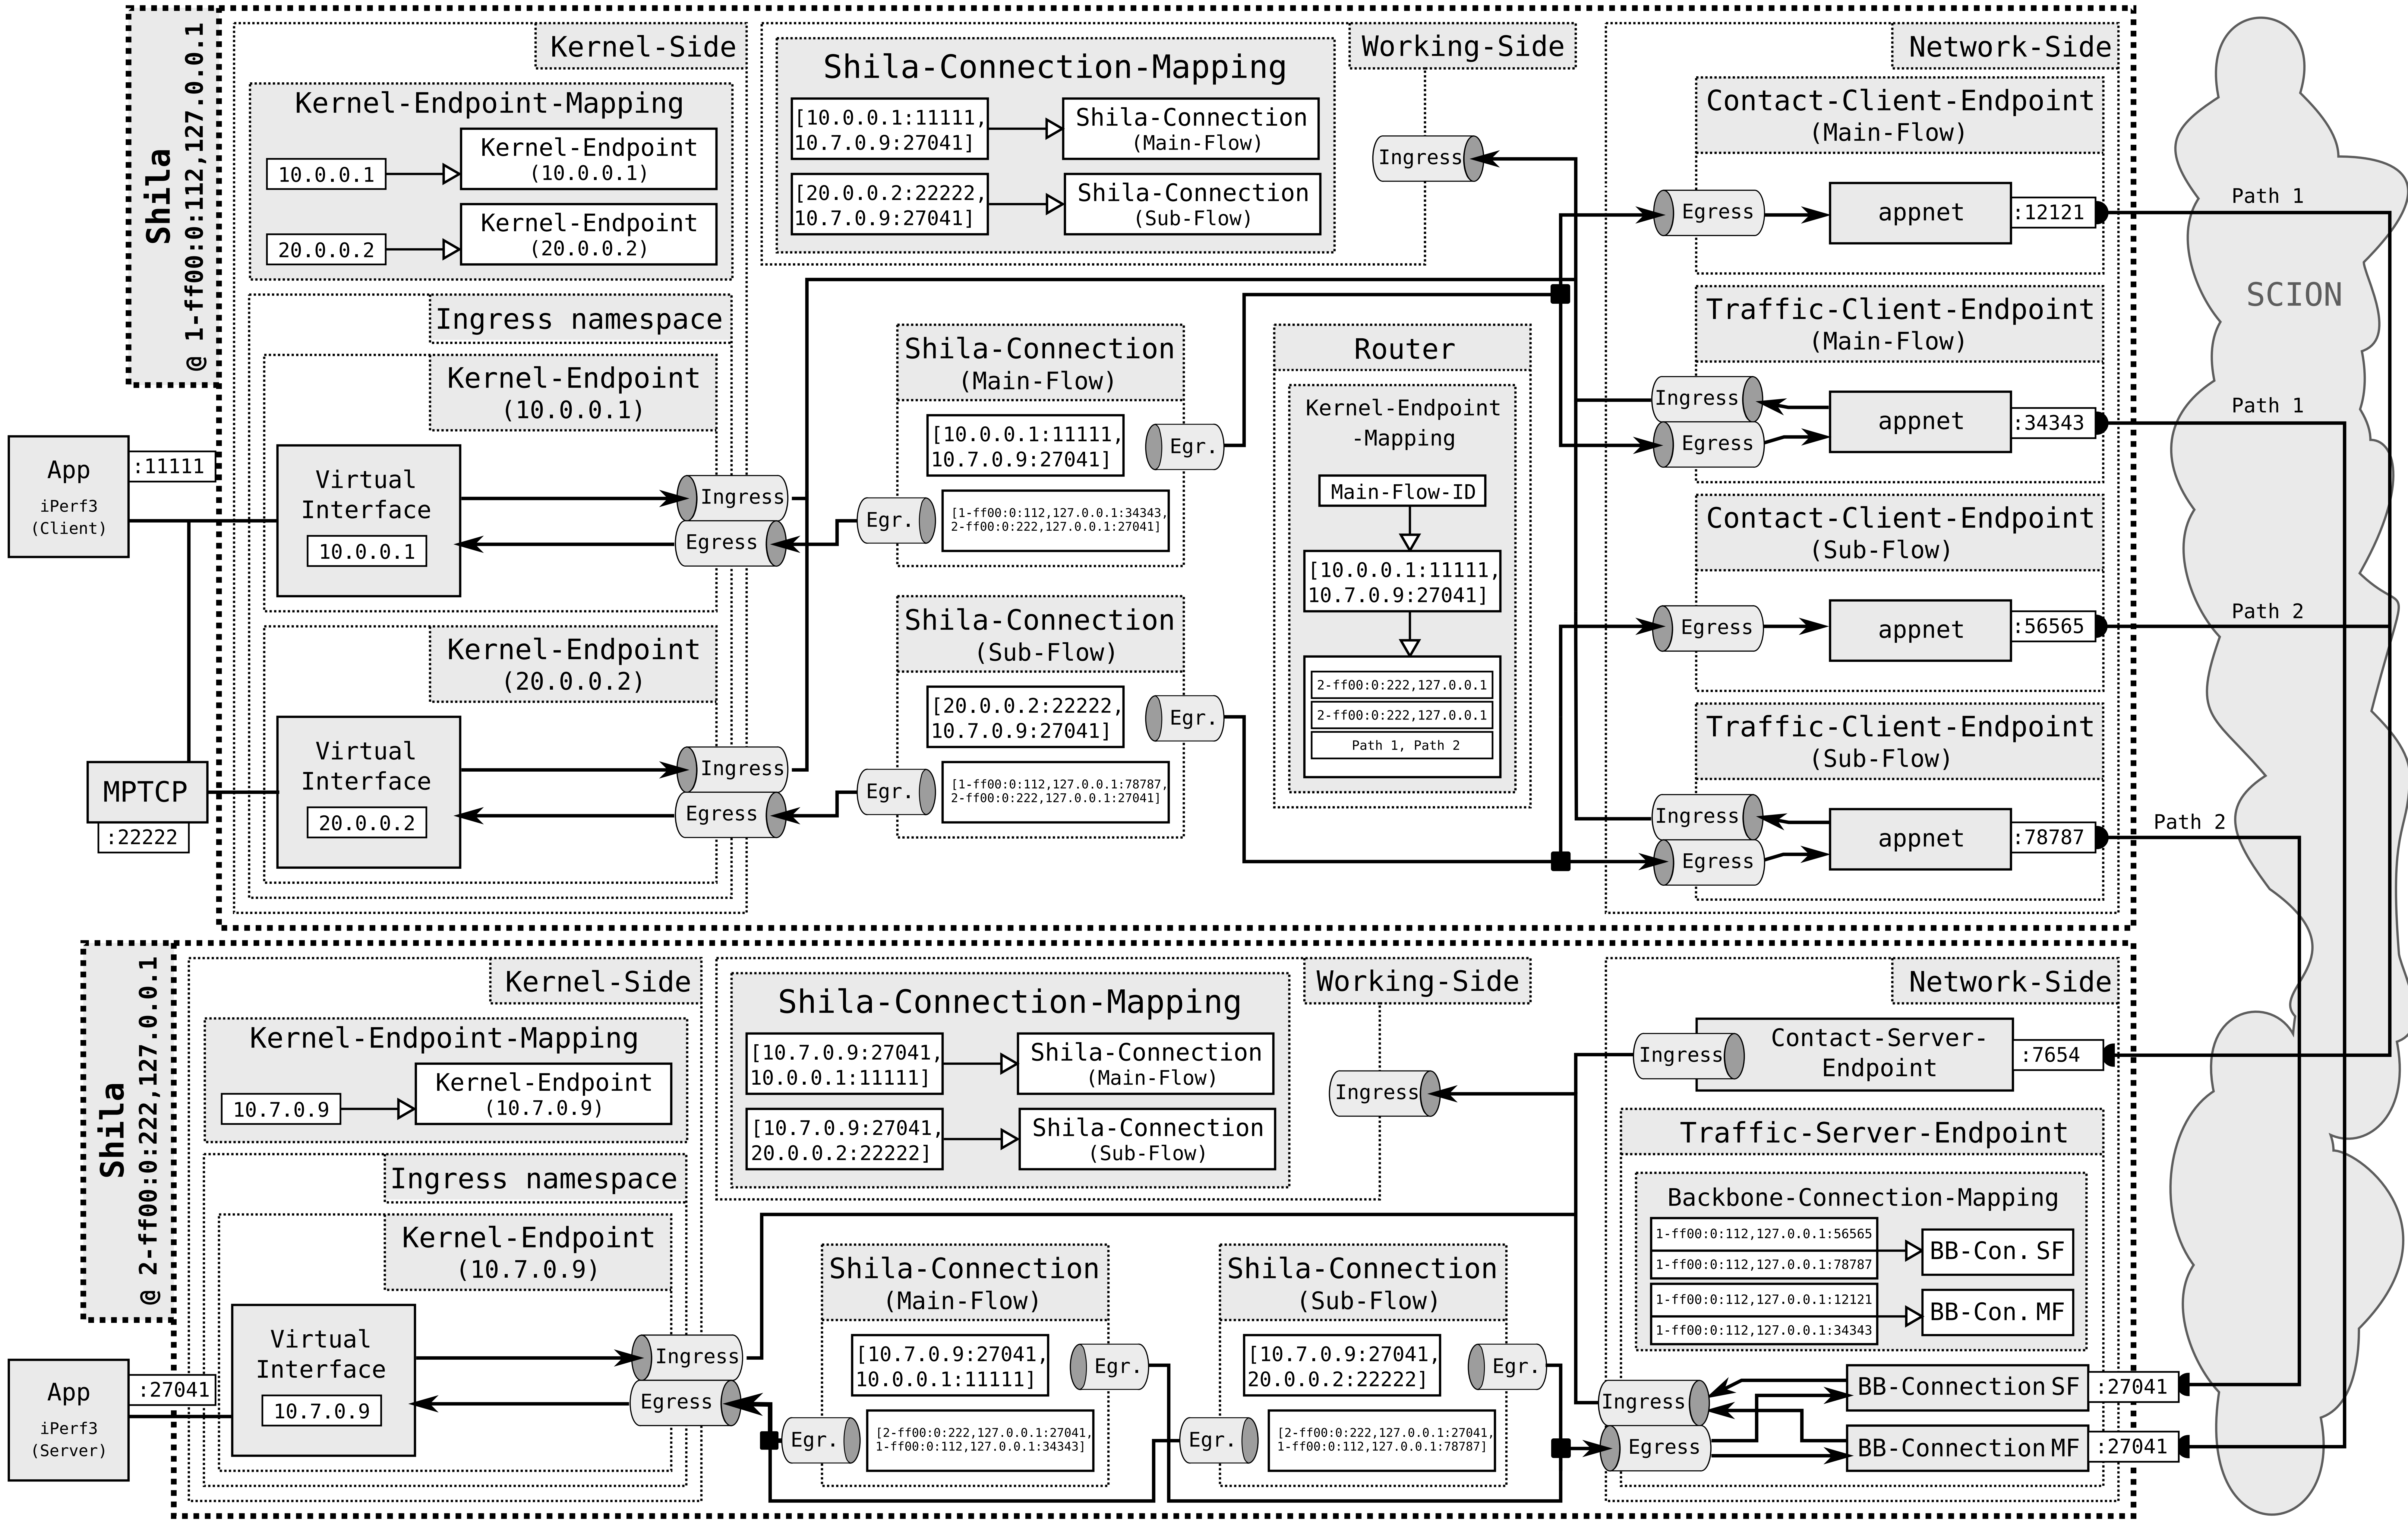 Shila
@ 1-ff00:0:112,127.0.0.1
Kernel-Side
Kernel-Endpoint-Mapping
10.0.0.1
Kernel-Endpoint
(10.0.0.1)
20.0.0.2
Kernel-Endpoint
(20.0.0.2)
Ingress namespace
Kernel-Endpoint
(10.0.0.1)
App
iPerf3
(Client)
:11111
Virtual
Interface
10.0.0.1
Ingress
Egress
Kernel-Endpoint
(20.0.0.2)
MPTCP
:22222
Virtual
Interface
20.0.0.2
Ingress
Egress
Working-Side
Shila-Connection-Mapping
[10.0.0.1:11111,
10.7.0.9:27041]
Shila-Connection
(Main-Flow)
[20.0.0.2:22222,
10.7.0.9:27041]
Shila-Connection
(Sub-Flow)
Ingress
Shila-Connection
(Main-Flow)
[10.0.0.1:11111,
10.7.0.9:27041]
Egr.
Egr.
[1-ff00:0:112,127.0.0.1:34343,
2-ff00:0:222,127.0.0.1:27041]
Shila-Connection
(Sub-Flow)
[20.0.0.2:22222,
10.7.0.9:27041]
Egr.
Egr.
[1-ff00:0:112,127.0.0.1:78787,
2-ff00:0:222,127.0.0.1:27041]
Router
Kernel-Endpoint
-Mapping
Main-Flow-ID
[10.0.0.1:11111,
10.7.0.9:27041]
2-ff00:0:222,127.0.0.1
2-ff00:0:222,127.0.0.1
Path 1, Path 2
Network-Side
Contact-Client-Endpoint
(Main-Flow)
Egress
appnet
:12121
Path 1
Traffic-Client-Endpoint
(Main-Flow)
Ingress
Egress
appnet
:34343
Path 1
Contact-Client-Endpoint
(Sub-Flow)
Egress
appnet
:56565
Path 2
Traffic-Client-Endpoint
(Sub-Flow)
Ingress
Egress
appnet
:78787
Path 2
SCION
Shila
@ 2-ff00:0:222,127.0.0.1
Kernel-Side
Kernel-Endpoint-Mapping
10.7.0.9
Kernel-Endpoint
(10.7.0.9)
Ingress namespace
Kernel-Endpoint
(10.7.0.9)
App
iPerf3
(Server)
:27041
Virtual
Interface
10.7.0.9
Ingress
Egress
Working-Side
Shila-Connection-Mapping
[10.7.0.9:27041,
10.0.0.1:11111]
Shila-Connection
(Main-Flow)
[10.7.0.9:27041,
20.0.0.2:22222]
Shila-Connection
(Sub-Flow)
Ingress
Shila-Connection
(Main-Flow)
[10.7.0.9:27041,
10.0.0.1:11111]
Egr.
Egr.
[2-ff00:0:222,127.0.0.1:27041,
1-ff00:0:112,127.0.0.1:34343]
Shila-Connection
(Sub-Flow)
[10.7.0.9:27041,
20.0.0.2:22222]
Egr.
Egr.
[2-ff00:0:222,127.0.0.1:27041,
1-ff00:0:112,127.0.0.1:78787]
Network-Side
Ingress
Contact-Server-
Endpoint
:7654
Traffic-Server-Endpoint
Backbone-Connection-Mapping
1-ff00:0:112,127.0.0.1:56565
1-ff00:0:112,127.0.0.1:78787
BB-Con. SF
1-ff00:0:112,127.0.0.1:12121
1-ff00:0:112,127.0.0.1:34343
BB-Con. MF
Ingress
Egress
BB-Connection SF
:27041
BB-Connection MF
:27041